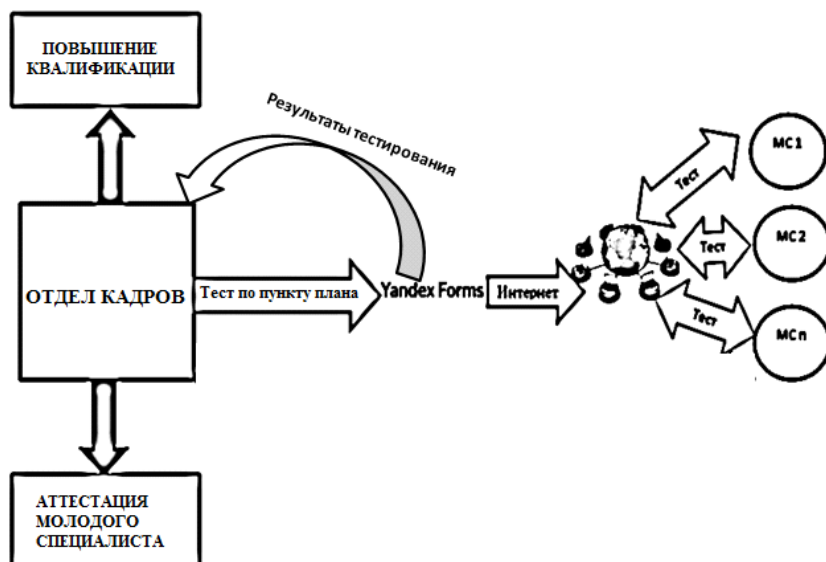 ПОВЫШЕНИЕ
КВАЛИФИКАЦИИ
Результаты тестирования
МС1
Тест
МС2
Тест
ОТДЕЛ КАДРОВ
Тест по пункту плана
Yandex Forms
Интернет
Тест
МСп
АТТЕСТАЦИЯ
МОЛОДОГО
СПЕЦИАЛИСТА